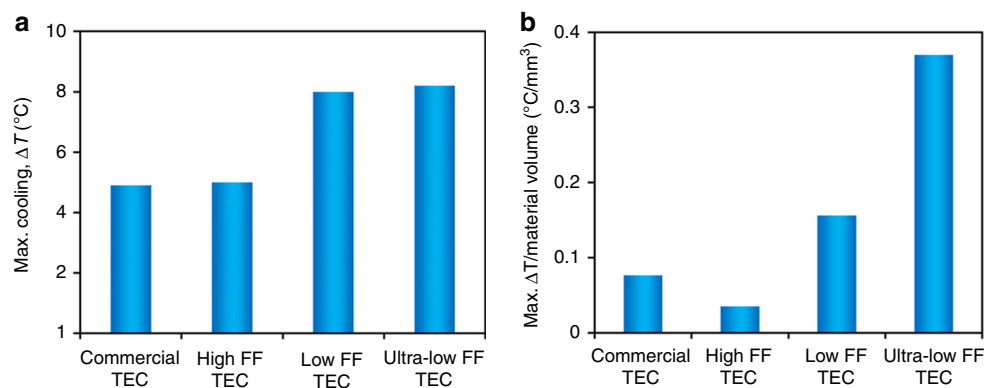 a
10
8
6
4
2
1
Max. cooling, Δ T (°C)
Commercial TEC
High FF TEC
Low FF TEC
Ultra-low FF TEC
b
0.4
0.3
0.2
0.1
0
Max. ΔT/material volume (°C/mm³)
Commercial TEC
High FF TEC
Low FF TEC
Ultra-low FF TEC